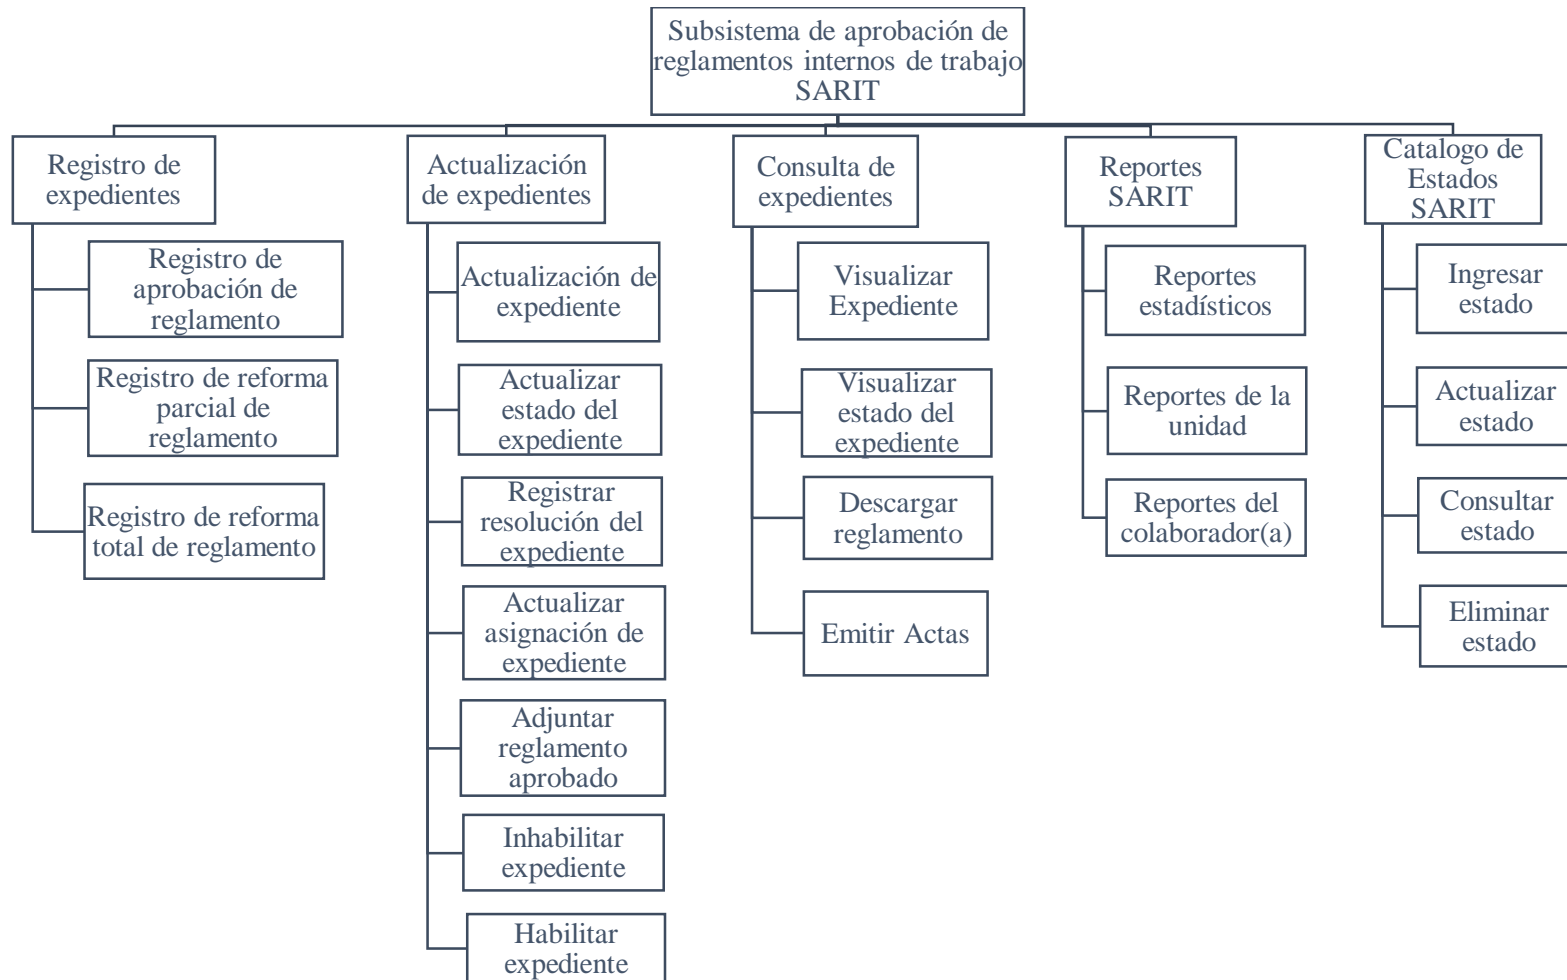 Subsistema de aprobación de
reglamentos internos de trabajo
SARIT
Registro de
expedientes
Registro de
aprobación de
reglamento
Registro de reforma
parcial de
reglamento
Registro de reforma
total de reglamento
Actualización
de expedientes
Actualización de
expediente
Actualizar
estado del
expediente
Registrar
resolución del
expediente
Actualizar
asignación de
expediente
Adjuntar
reglamento
aprobado
Inhabilitar
expediente
Habilitar
expediente
Consulta de
expedientes
Visualizar
Expediente
Visualizar
estado del
expediente
Descargar
reglamento
Emitir Actas
Reportes
SARIT
Reportes
estadísticos
Reportes de la
unidad
Reportes del
colaborador(a)
Catalogo de
Estados
SARIT
Ingresar
estado
Actualizar
estado
Consultar
estado
Eliminar
estado